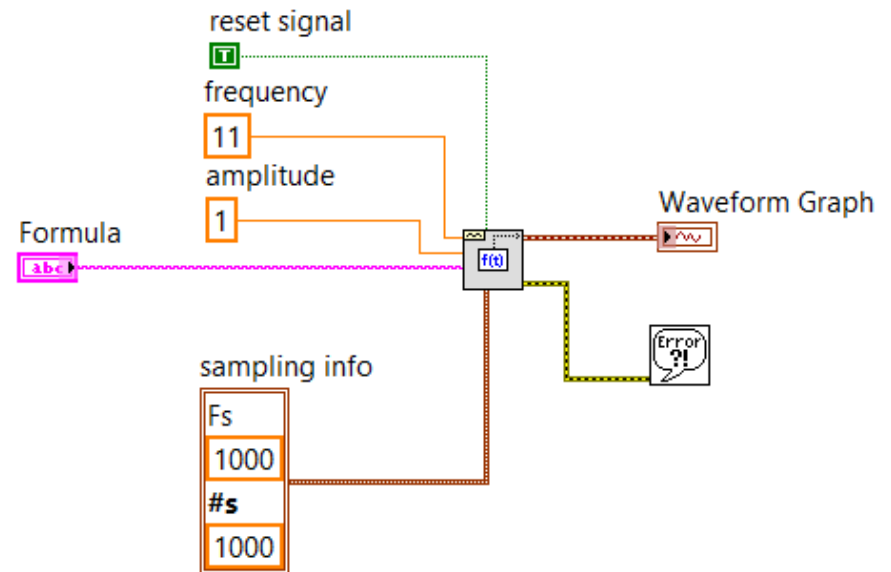 reset signal
T
frequency
11
amplitude
1
Formula
abc
f(t)
Waveform Graph
Error
?!
sampling info
Fs
1000
#s
1000